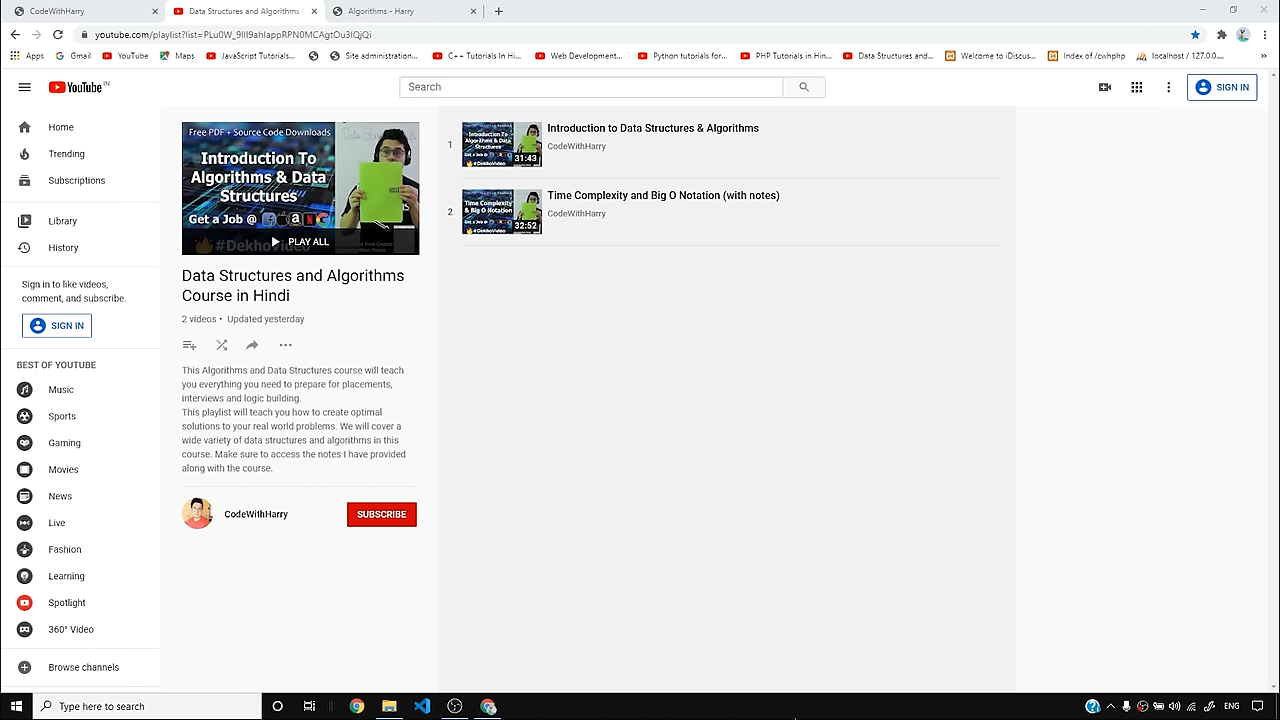 CodeWithHarry
Data Structures and Algorithms
Algorithms - Harry
youtube.com/playlist?list=
Apps
Gmail
YouTube
Maps
JavaScript Tutorials...
Site administration...
C++ Tutorials In Hi...
Web Development...
Python tutorials for...
PHP Tutorials in Hin...
Data Structures and...
Welcome to iDiscus...
Index of /cwhphp
localhost / 127.0.0....
YouTube IN
Search
SIGN IN
Home
Trending
Subscriptions
Library
History
Sign in to like videos,
comment, and subscribe.
SIGN IN
BEST OF YOUTUBE
Music
Sports
Gaming
Movies
News
Live
Fashion
Learning
Spotlight
360° Video
Browse channels
Free PDF + Source Code Downloads
Introduction To
Algorithms & Data
Structures
Get a Job @
#DekhoVideo
PLAY ALL
Data Structures and Algorithms
Course in Hindi
2 videos • Updated yesterday
This Algorithms and Data Structures course will teach
you everything you need to prepare for placements,
interviews and logic building.
This playlist will teach you how to create optimal
solutions to your real world problems. We will cover a
wide variety of data structures and algorithms in this
course. Make sure to access the notes I have provided
along with the course.
CodeWithHarry
SUBSCRIBE
1
Introduction To
Algorithms & Data
Structures
31:43
Introduction to Data Structures & Algorithms
CodeWithHarry
2
Time Complexity
& Big O Notation
32:52
Time Complexity and Big O Notation (with notes)
CodeWithHarry
Type here to search
ENG